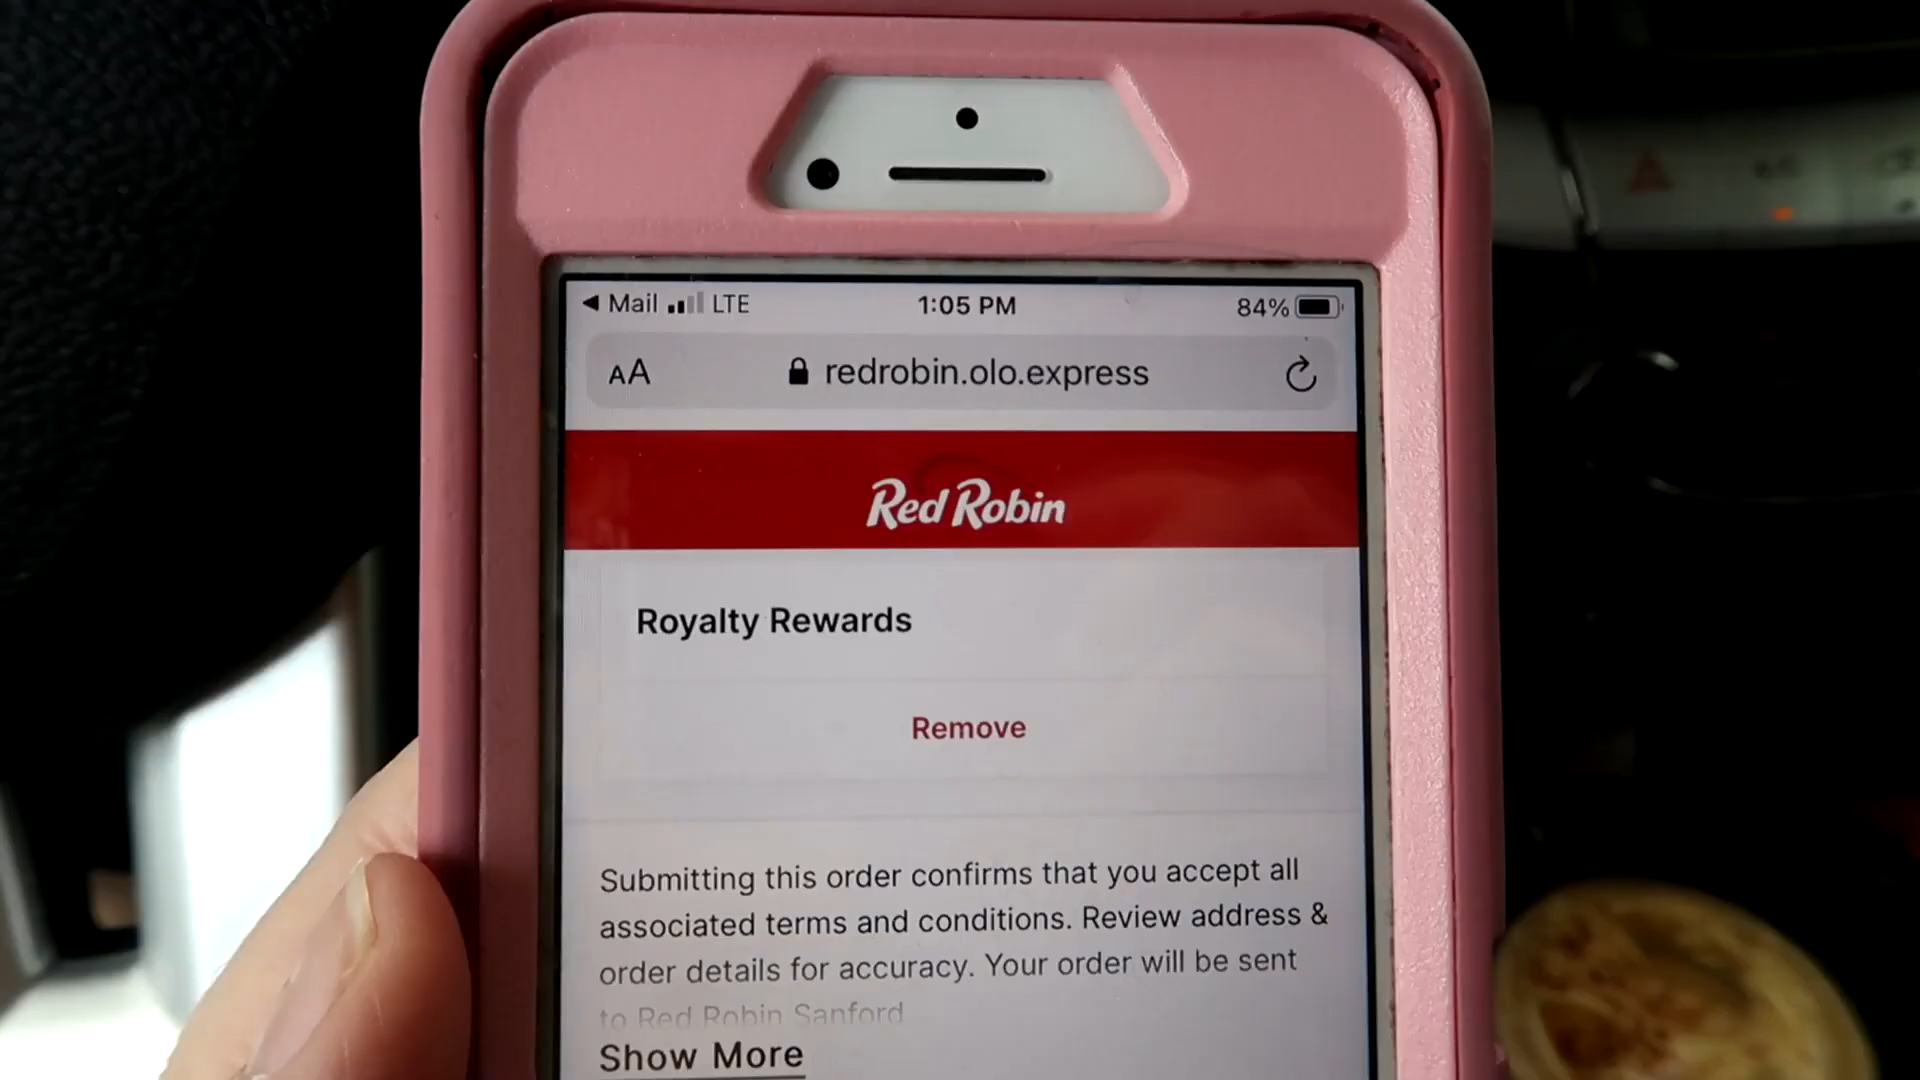 Mail LTE 1:05 PM 84%
AA redrobin.olo.express
Red Robin
Royalty Rewards
Remove
Submitting this order confirms that you accept all
associated terms and conditions. Review address &
order details for accuracy. Your order will be sent
to Red Robin Sanford
Show More